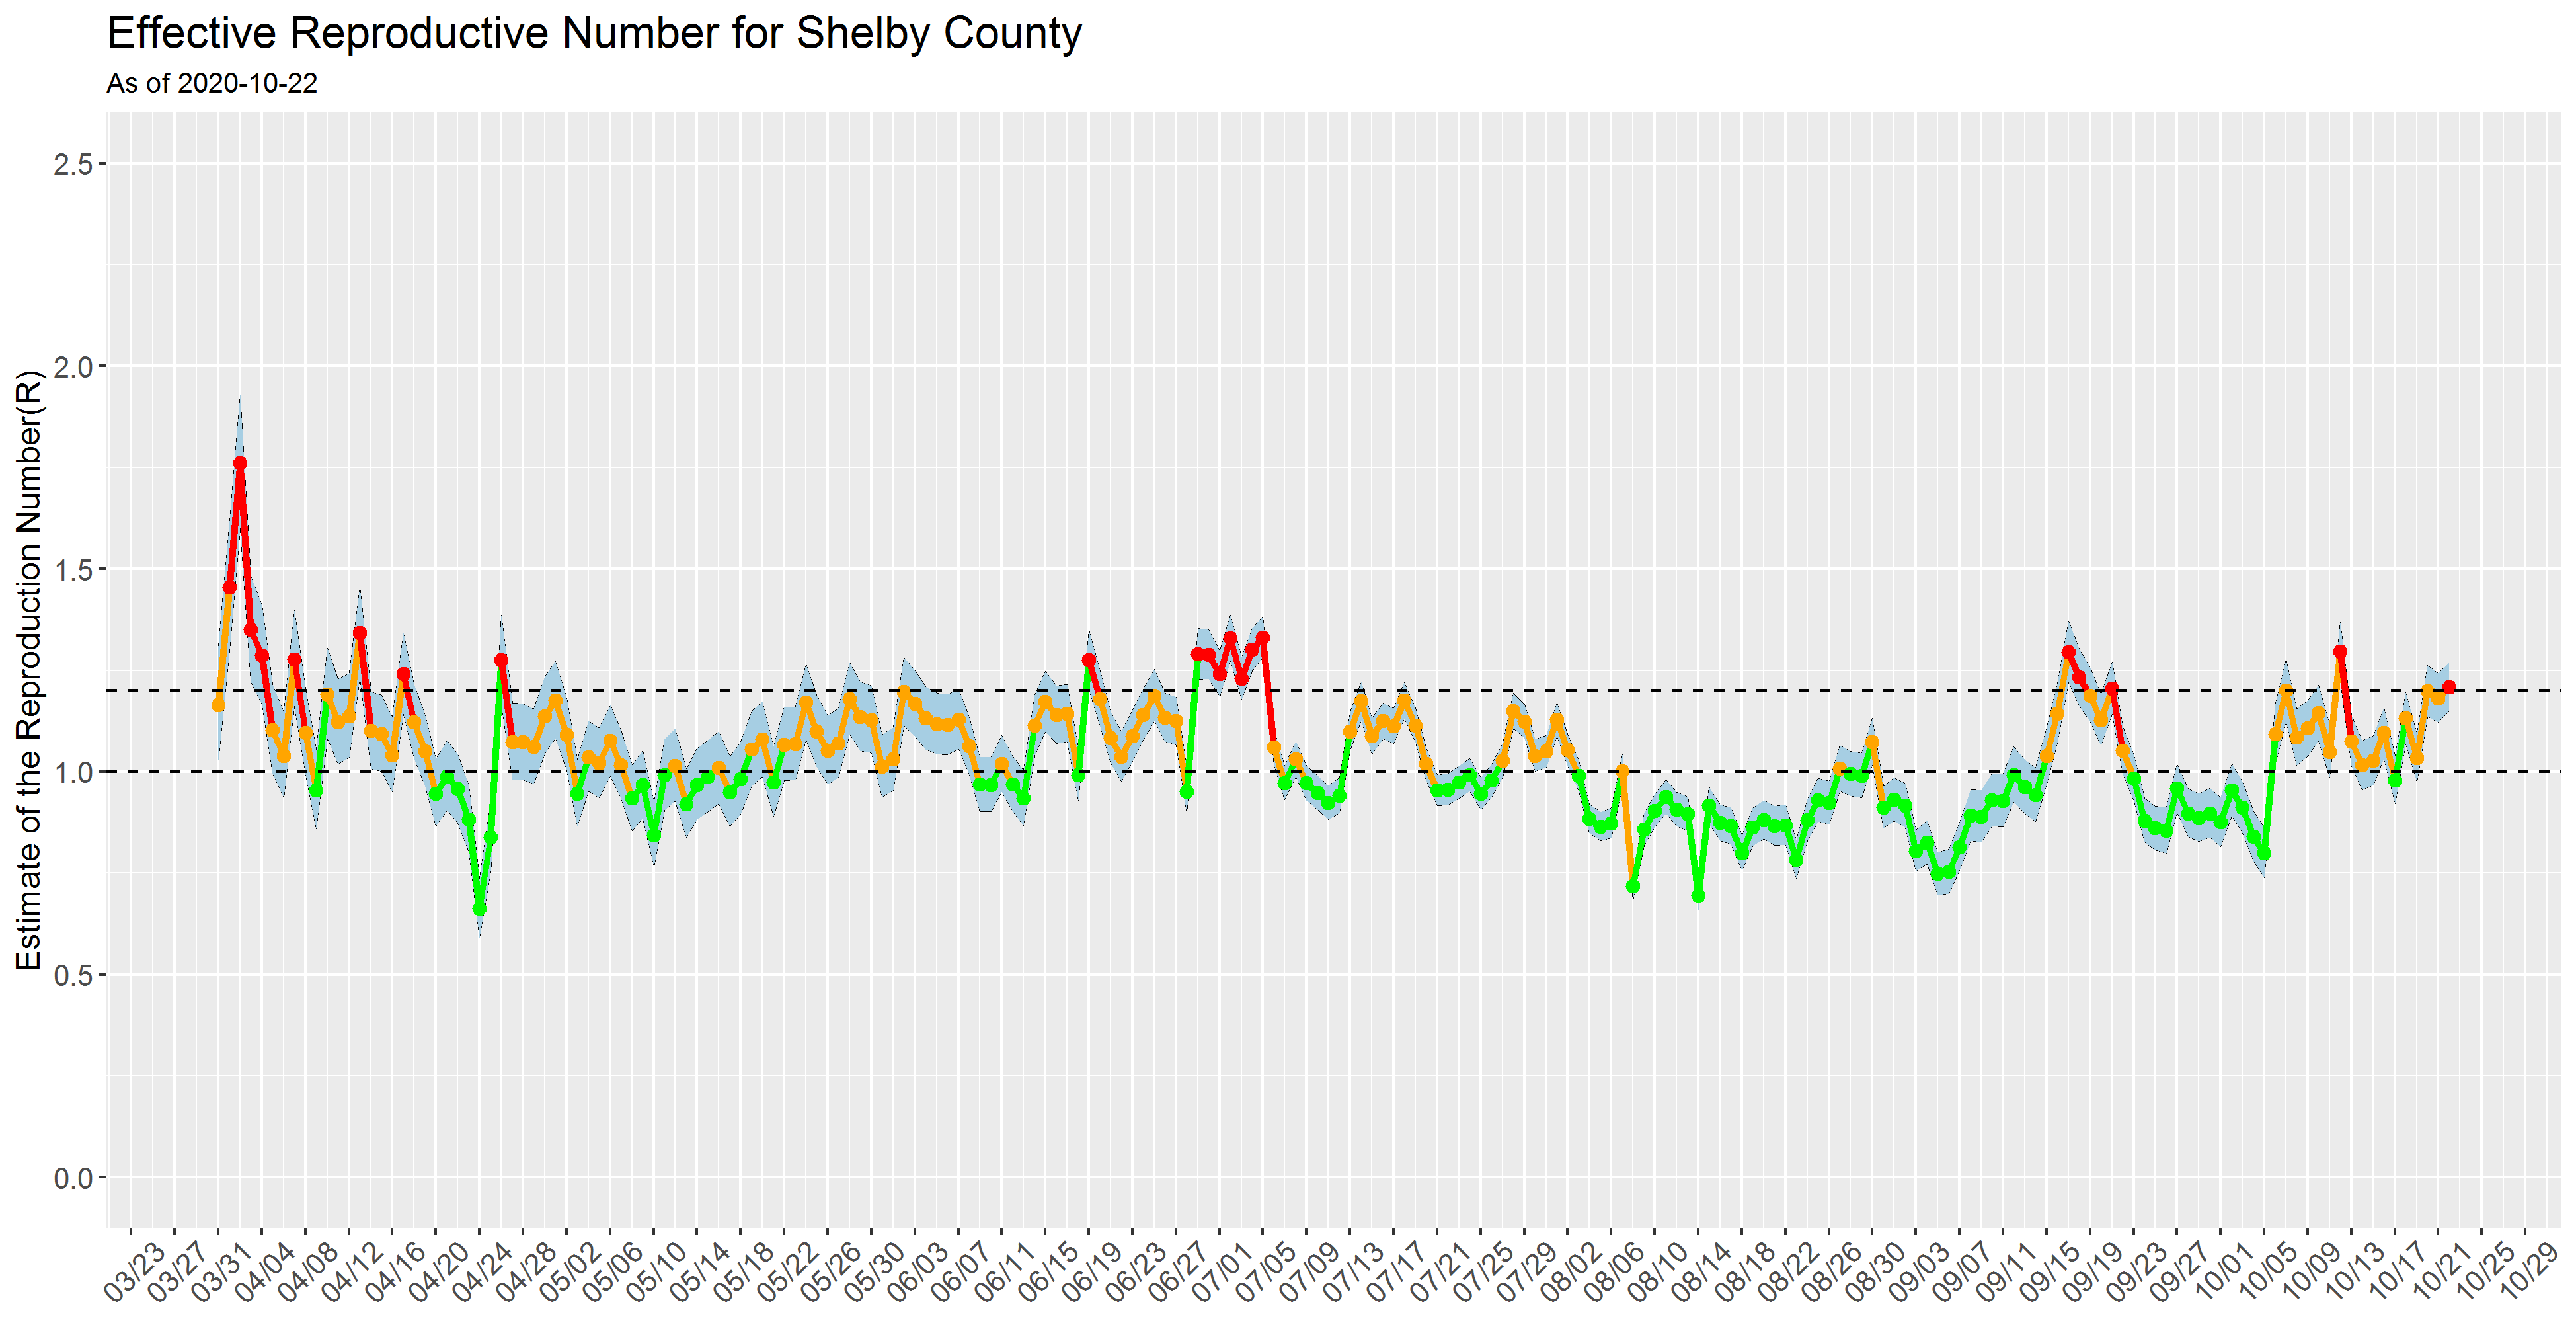 Effective Reproductive Number for Shelby County
As of 2020-10-22
Estimate of the Reproduction Number(R)
2.5
2.0
1.5
1.0
0.5
0.0
03/23 03/27 03/31 04/04 04/08 04/12 04/16 04/20 04/24 04/28 05/02 05/06 05/10 05/14 05/18 05/22 05/26 05/30 06/03 06/07 06/11 06/15 06/19 06/23 06/27 07/01 07/05 07/09 07/13 07/17 07/21 07/25 07/29 08/02 08/06 08/10 08/14 08/18 08/22 08/26 08/30 09/03 09/07 09/11 09/15 09/19 09/23 09/27 10/01 10/05 10/09 10/13 10/17 10/21 10/25 10/29